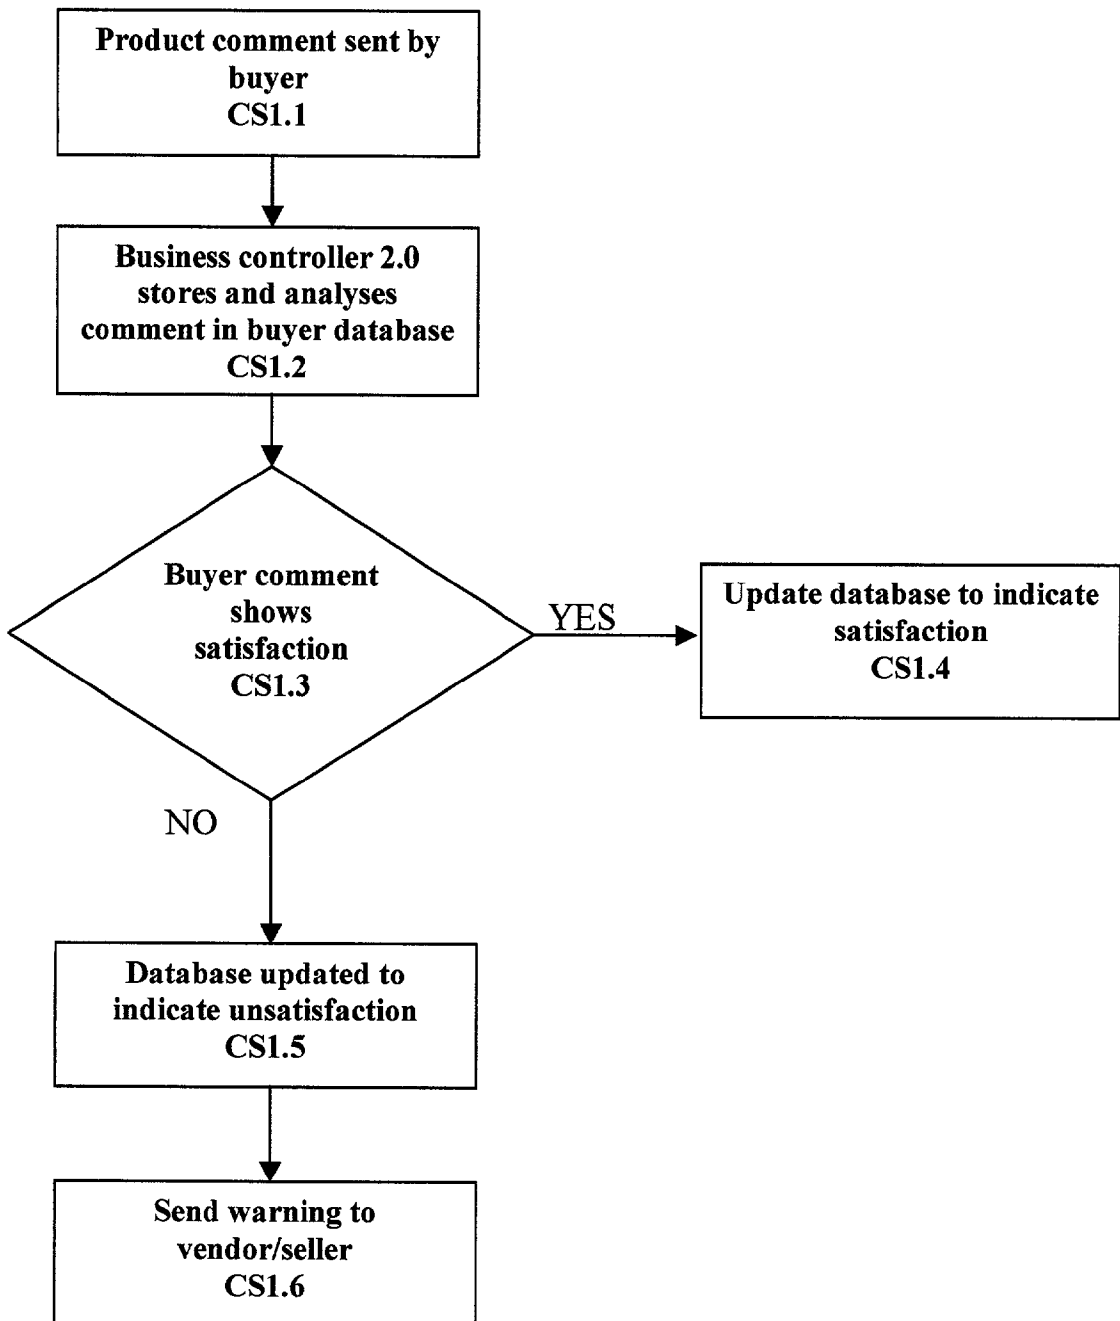 Product comment sent by
buyer
CS1.1
Business controller 2.0
stores and analyses
comment in buyer database
CS1.2
Buyer comment
shows
satisfaction
CS1.3
YES
Update database to indicate
satisfaction
CS1.4
NO
Database updated to
indicate unsatisfaction
CS1.5
Send warning to
vendor/seller
CS1.6